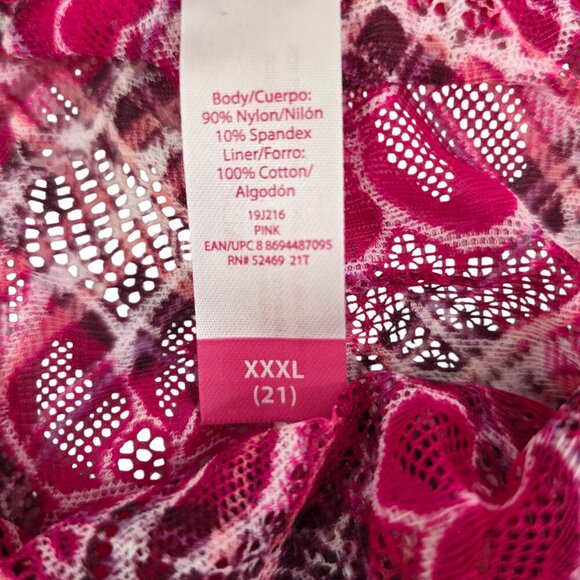 Body/Cuerpo:
90% Nylon/Nilón
10% Spandex
Liner/Forro:
100% Cotton/
Algodón
19J216
PINK
EAN/UPC 8 8694487095
RN# 52469 21T
XXXL
(21)